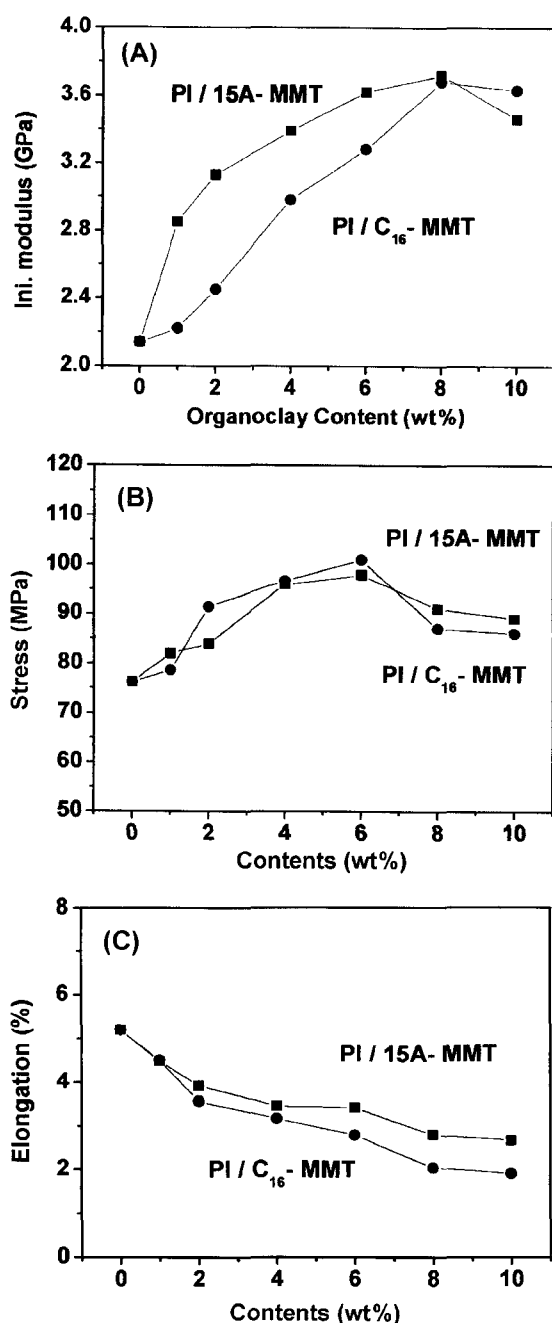 (A)
PI / 15A- MMT
PI / C₁₆- MMT
Ini. modulus (GPa)
4.0
3.6
3.2
2.8
2.4
2.0
0 2 4 6 8 10
Organoclay Content (wt%)
(B)
PI / 15A- MMT
PI / C₁₆- MMT
Stress (MPa)
120
110
100
90
80
70
60
50
0 2 4 6 8 10
Contents (wt%)
(C)
PI / 15A- MMT
PI / C₁₆- MMT
Elongation (%)
8
6
4
2
0
0 2 4 6 8 10
Contents (wt%)